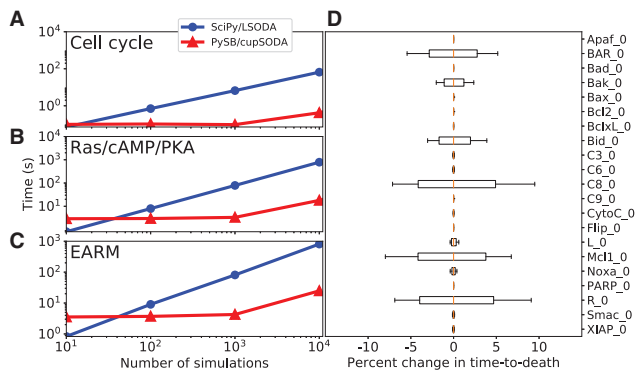 A
Cell cycle
SciPy/LSODA
PySB/cupSODA
10^4
10^2
10^0
B
Ras/cAMP/PKA
10^3
10^2
10^1
Time (s)
C
EARM
10^3
10^2
10^1
10^0
10^1
10^2
10^3
10^4
Number of simulations
D
Apaf_0
BAR_0
Bad_0
Bak_0
Bax_0
Bcl2_0
BclxL_0
Bid_0
C3_0
C6_0
C8_0
C9_0
CytoC_0
Flip_0
L_0
Mcl1_0
Noxa_0
PARP_0
R_0
Smac_0
XIAP_0
-10
-5
0
5
10
Percent change in time-to-death